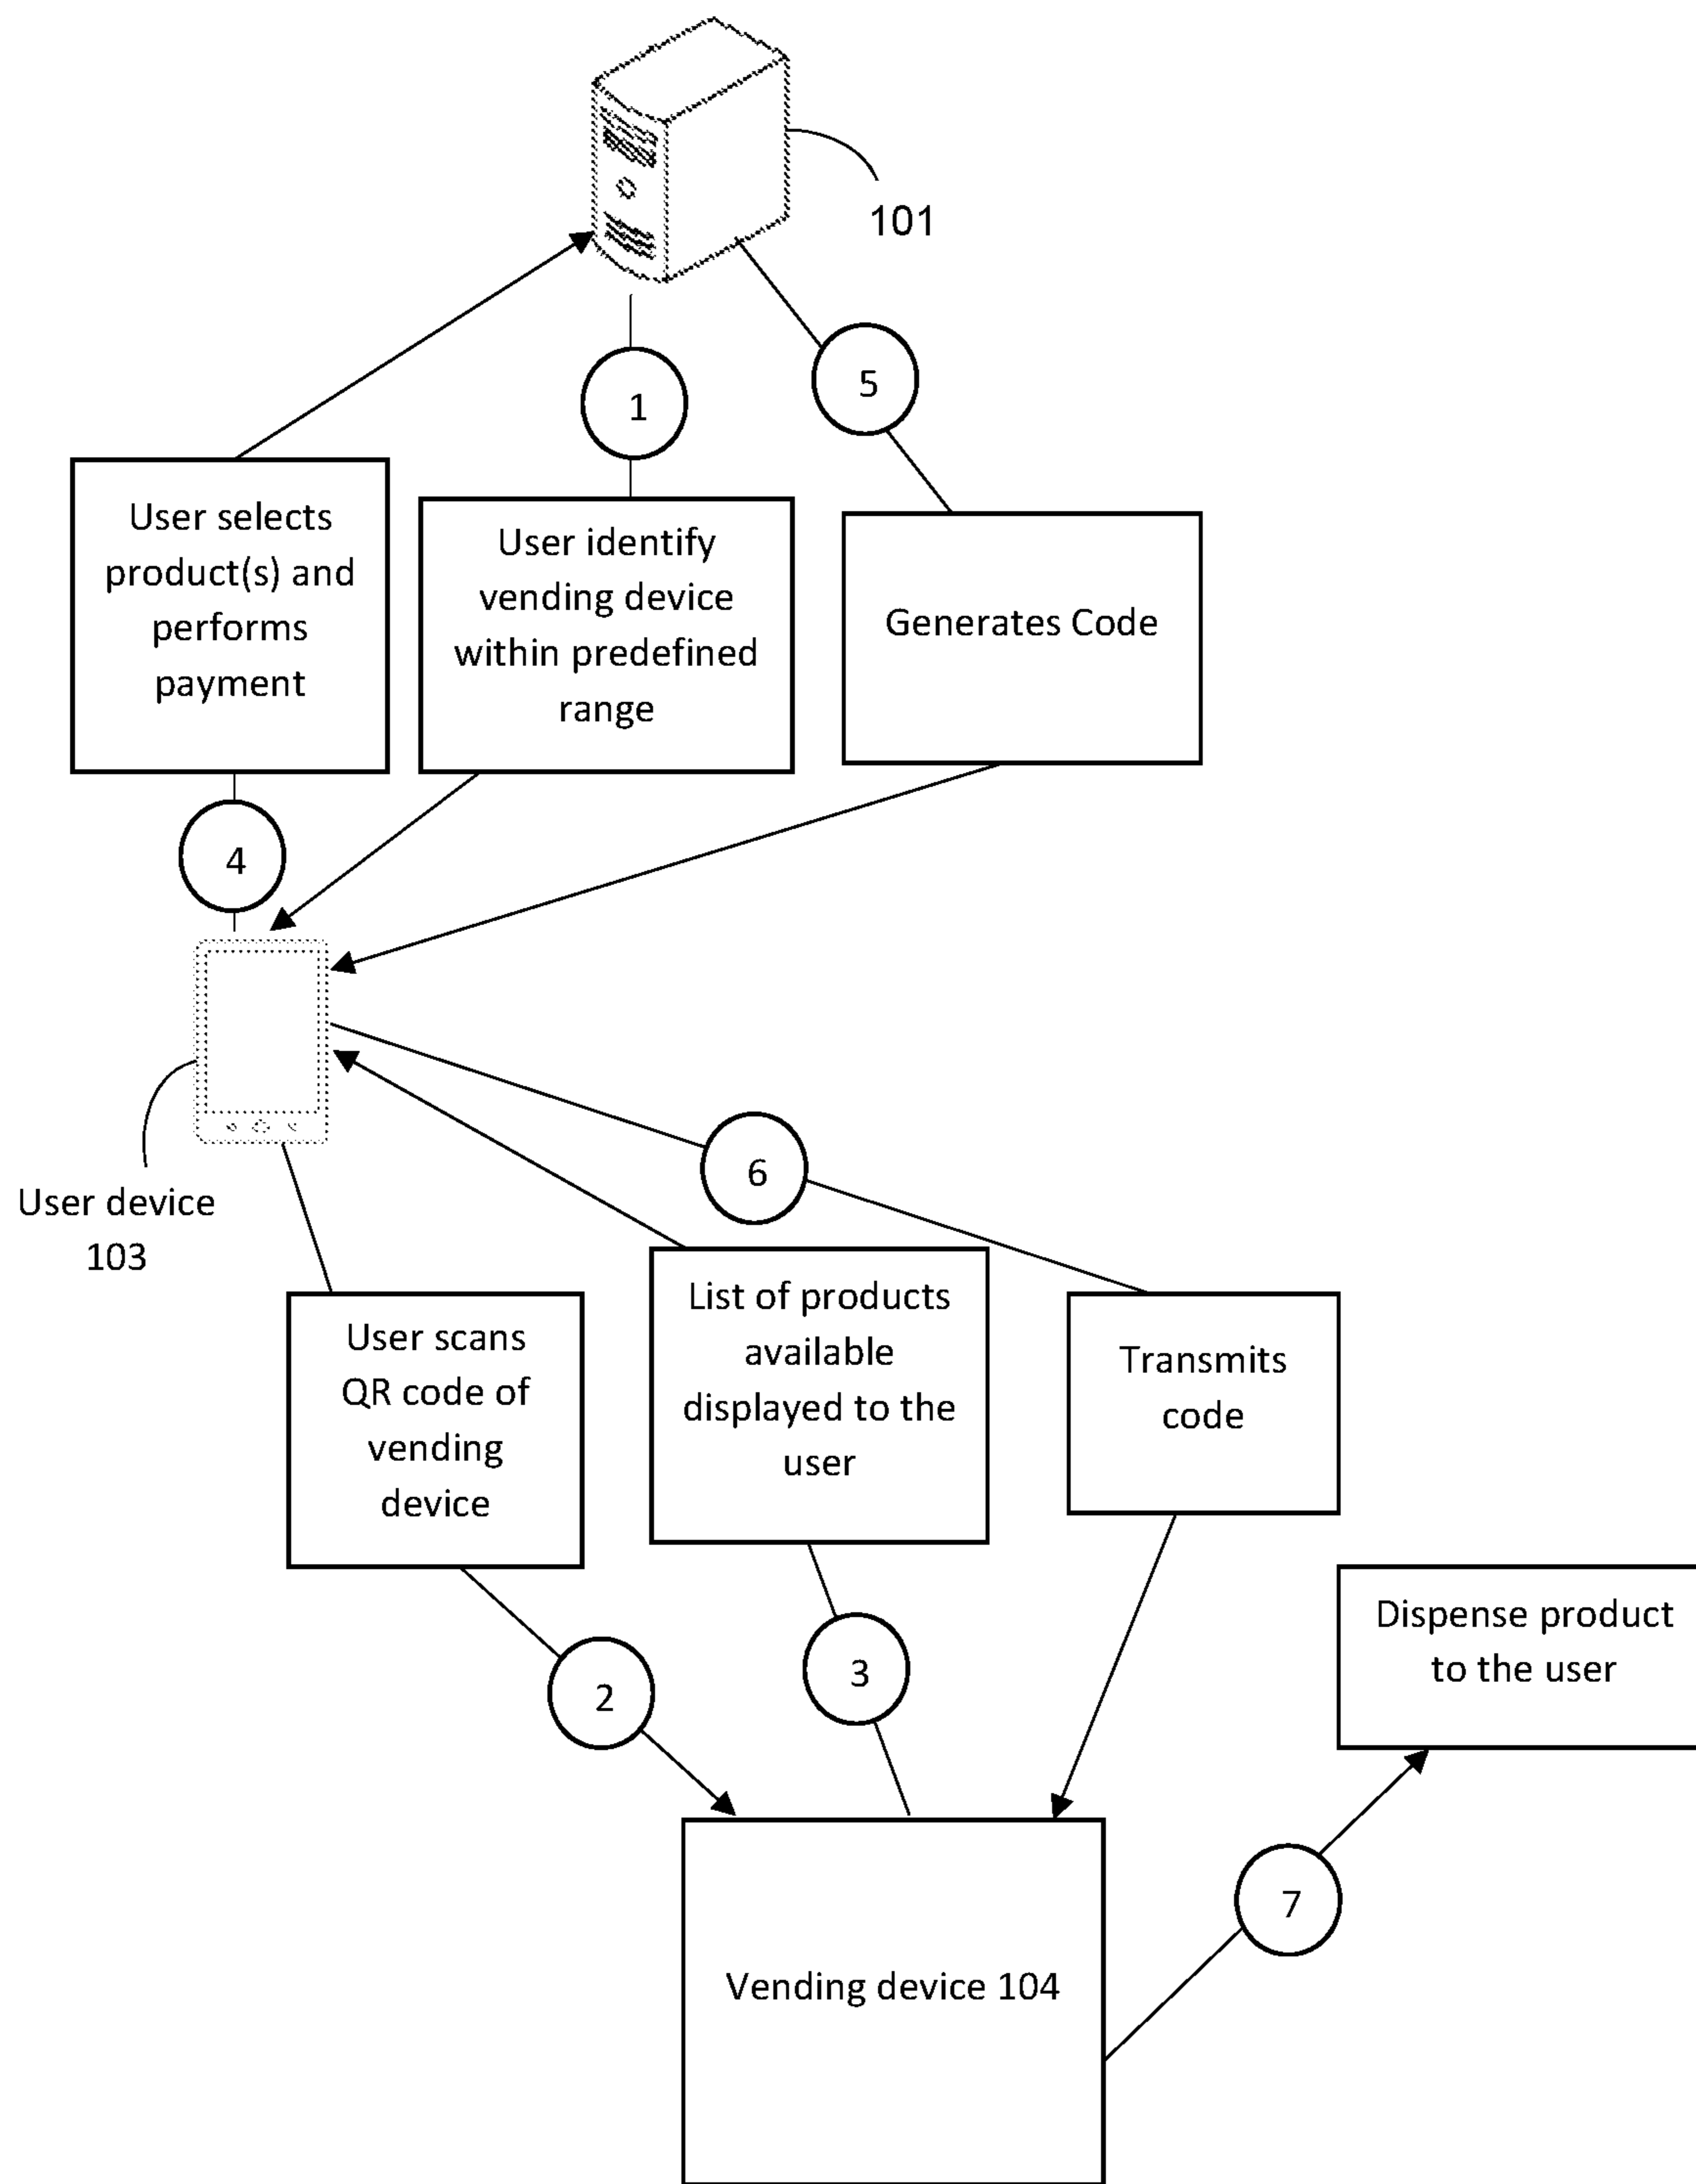 101
1
5
User selects
product(s) and
performs
payment
User identify
vending device
within predefined
range
Generates Code
4
User device
103
6
User scans
QR code of
vending
device
List of products
available
displayed to the
user
Transmits
code
Dispense product
to the user
2
3
7
Vending device 104